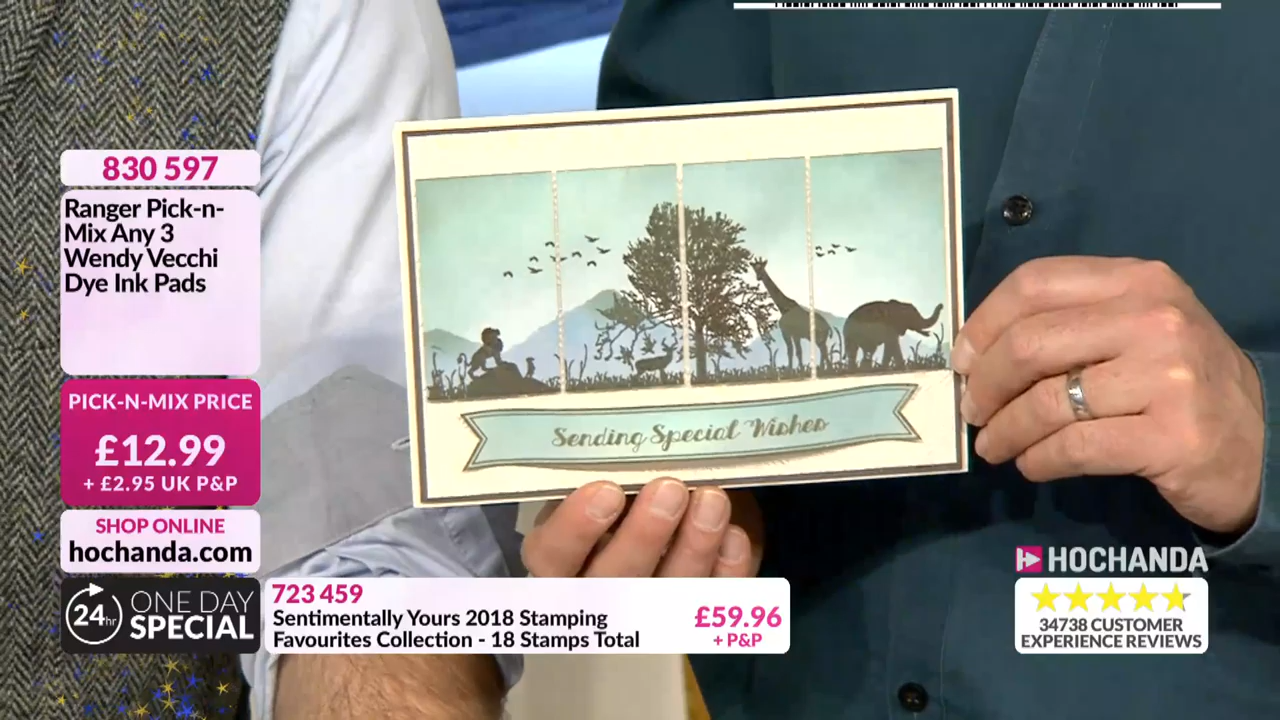 830 597
Ranger Pick-n-
Mix Any 3
Wendy Vecchi
Dye Ink Pads
PICK-N-MIX PRICE
£12.99
+ £2.95 UK P&P
SHOP ONLINE
hochanda.com
24hr
ONE DAY
SPECIAL
723 459
Sentimentally Yours 2018 Stamping
Favourites Collection - 18 Stamps Total
£59.96
+ P&P
Sending Special Wishes
HOCHANDA
34738 CUSTOMER
EXPERIENCE REVIEWS